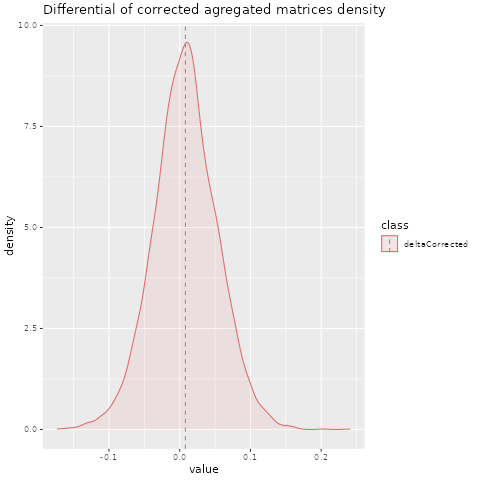 Differential of corrected agregated matrices density
10.0
7.5
5.0
2.5
0.0
density
-0.1
0.0
0.1
0.2
value
class
deltaCorrected